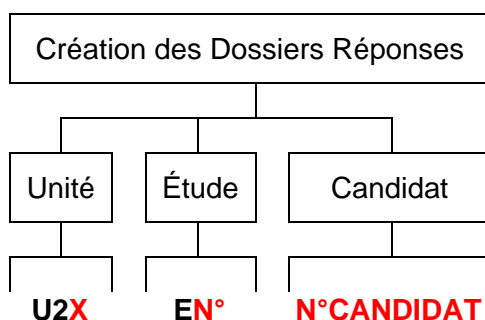 Création des Dossiers Réponses
Unité Étude Candidat
U2X EN° N°CANDIDAT